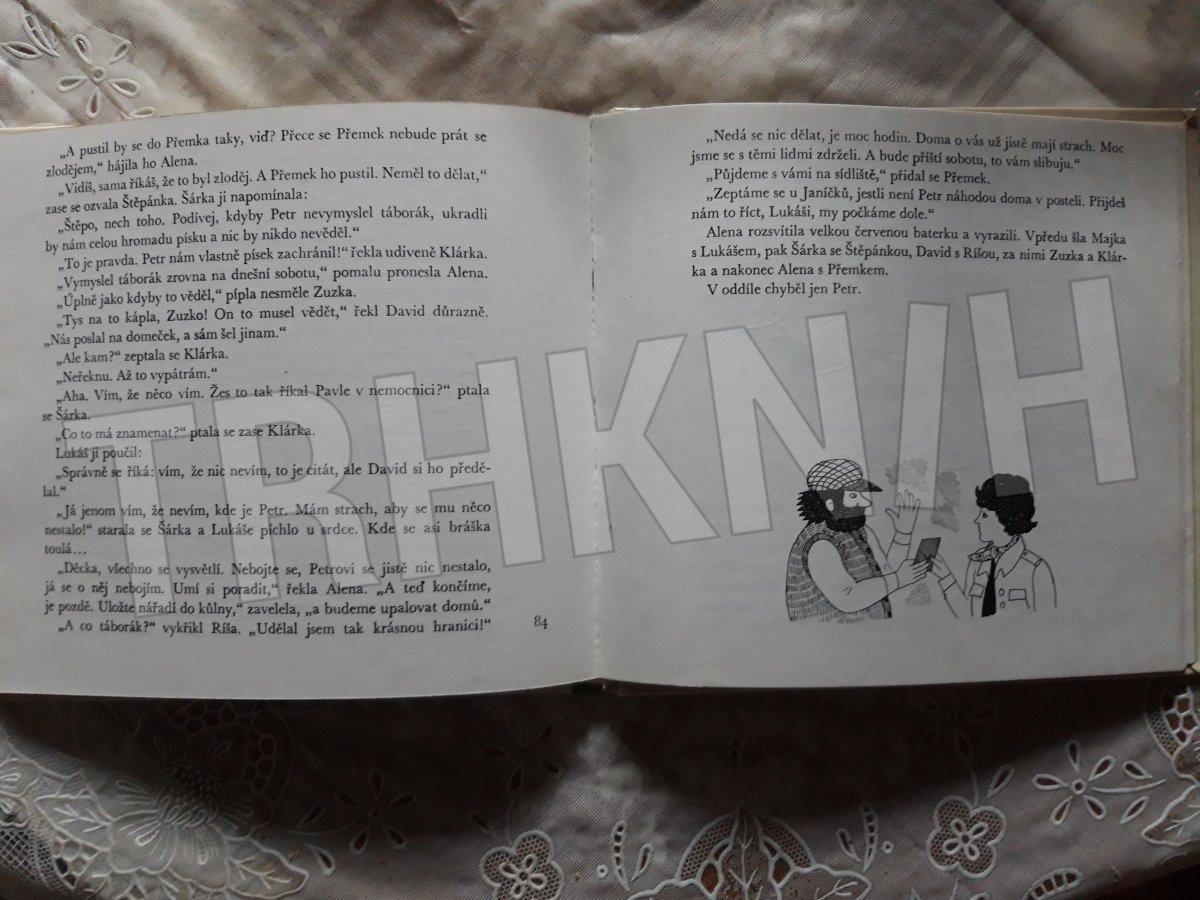 „A pustil by se do Přemka taky, viď? Přece se Přemek nebude prát se
zlodějem,“ hájila ho Alena.
„Vidíš, sama říkáš, že to byl zloděj. A Přemek ho pustil. Neměl to dělat,“
zase se ozvala Štěpánka. Šárka ji napomínala:
„Štěpo, nech toho. Podívej, kdyby Petr nevymyslel táborák, ukradli
by nám celou hromadu písku a nic by nikdo nevěděl.“
„To je pravda. Petr nám vlastně písek zachránil!“ řekla udiveně Klárka.
„Vymyslel táborák zrovna na dnešní sobotu,“ pomalu pronesla Alena.
„Úplně jako kdyby to věděl,“ pípla nesměle Zuzka.
„Tys na to kápla, Zuzko! On to musel vědět,“ řekl David důrazně.
„Nás poslal na domeček, a sám šel jinam.“
„Ale kam?“ zeptala se Klárka.
„Neřeknu. Až to vypátrám.“
„Aha. Vím, že něco vím. Žes to tak říkal Pavle v nemocnici?“ ptala
se Šárka.
„Co to má znamenat?“ ptala se zase Klárka.
Lukáš ji poučil:
„Správně se říká: vím, že nic nevím, to je citát, ale David si ho předě-
lal.“
„Já jenom vím, že nevím, kde je Petr. Mám strach, aby se mu něco
nestalo!“ starala se Šárka a Lukáše píchlo u srdce. Kde se asi bráška
toulá...
„Děcka, všechno se vysvětlí. Nebojte se, Petrovi se jistě nic nestalo,
já se o něj nebojím. Umí si poradit,“ řekla Alena. „A teď končíme,
je pozdě. Uložte nářadí do kůlny,“ zavelela, „a budeme upalovat domů.“
„A co táborák?“ vykřikl Ríša. „Udělal jsem tak krásnou hranici!“
84
„Nedá se nic dělat, je moc hodin. Doma o vás už jistě mají strach. Moc
jsme se s těmi lidmi zdrželi. A bude příští sobotu, to vám slibuju.“
„Půjdeme s vámi na sídliště,“ přidal se Přemek.
„Zeptáme se u Janíčků, jestli není Petr náhodou doma v posteli. Přijdeš
nám to říct, Lukáši, my počkáme dole.“
Alena rozsvítila velkou červenou baterku a vyrazili. Vpředu šla Majka
s Lukášem, pak Šárka se Štěpánkou, David s Ríšou, za nimi Zuzka a Klár-
ka a nakonec Alena s Přemkem.
V oddíle chyběl jen Petr.
TRHKN/H